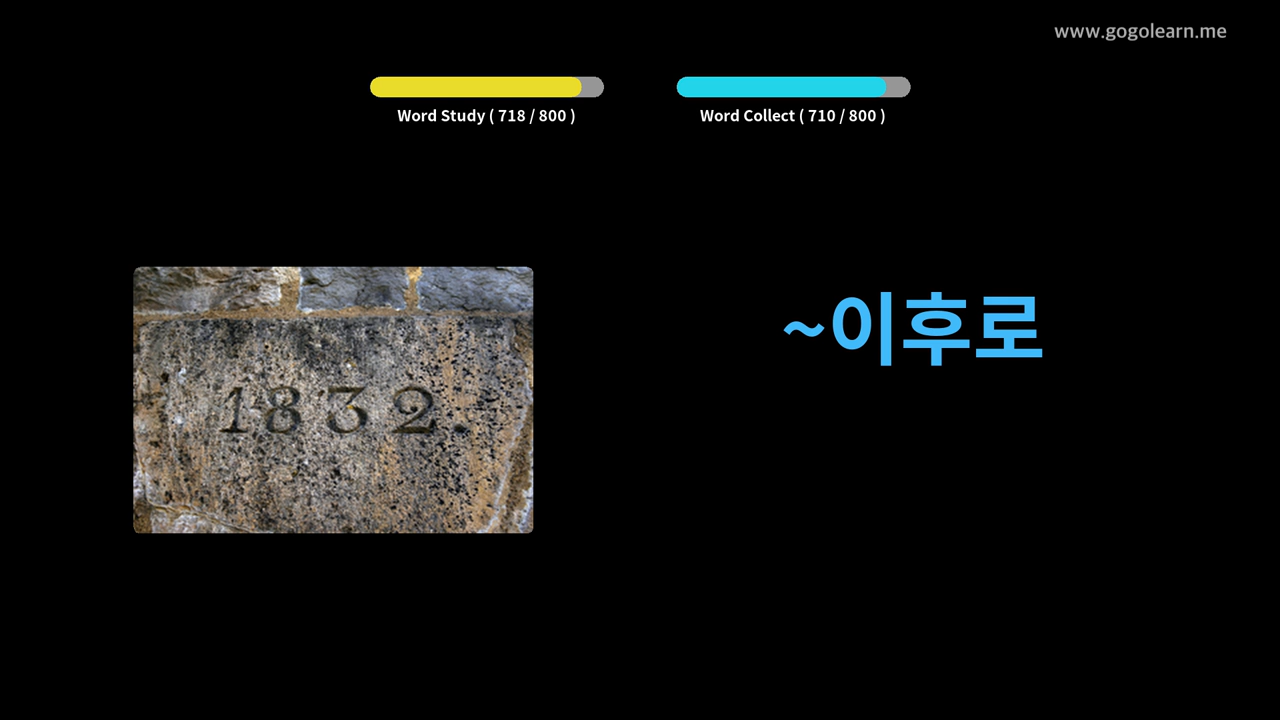 www.gogolearn.me
Word Study ( 718 / 800 )
Word Collect ( 710 / 800 )
~이후로
1832.